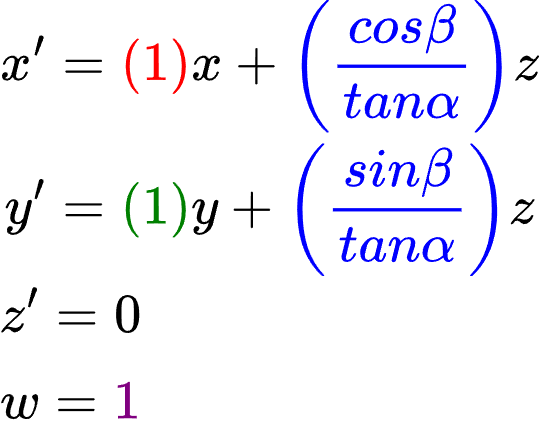 x′ = (1)x + (cosβ / tanα) z
y′ = (1)y + (sinβ / tanα) z
z′ = 0
w = 1